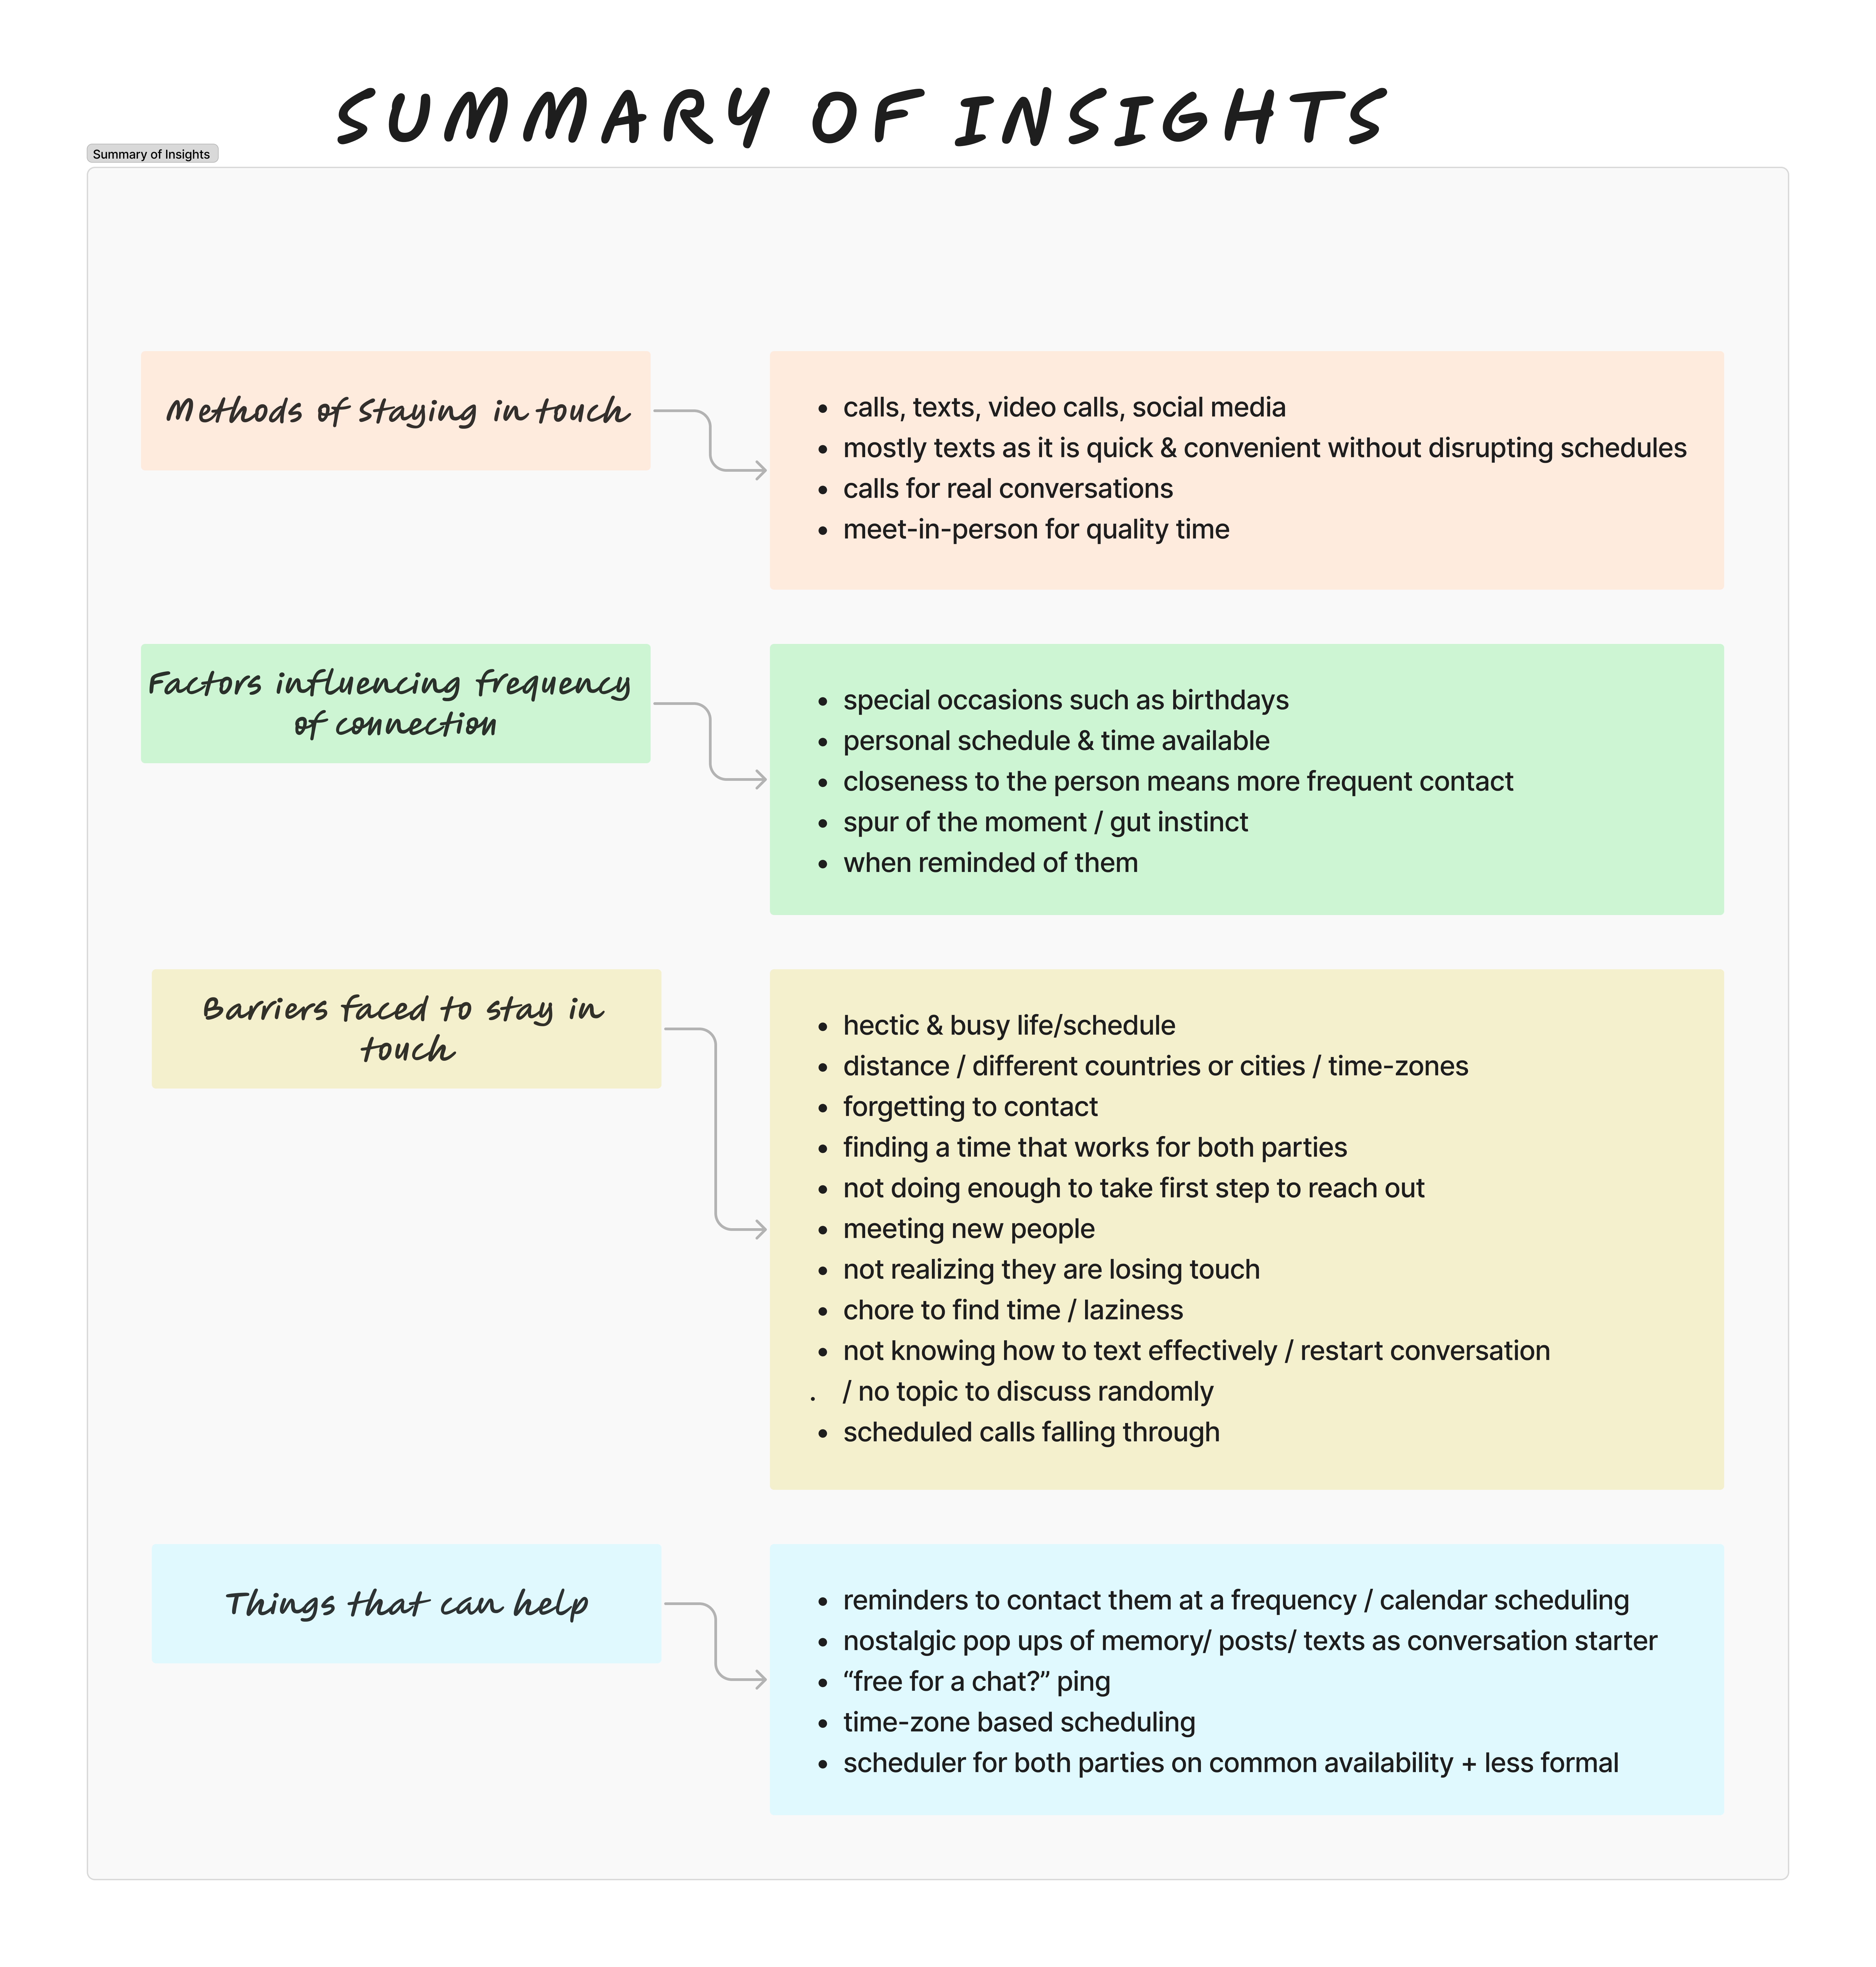 SUMMARY OF INSIGHTS
Summary of Insights
Methods of Staying in touch
• calls, texts, video calls, social media
• mostly texts as it is quick & convenient without disrupting schedules
• calls for real conversations
• meet-in-person for quality time
Factors influencing frequency
of connection
• special occasions such as birthdays
• personal schedule & time available
• closeness to the person means more frequent contact
• spur of the moment / gut instinct
• when reminded of them
Barriers faced to stay in
touch
• hectic & busy life/schedule
• distance / different countries or cities / time-zones
• forgetting to contact
• finding a time that works for both parties
• not doing enough to take first step to reach out
• meeting new people
• not realizing they are losing touch
• chore to find time / laziness
• not knowing how to text effectively / restart conversation
. / no topic to discuss randomly
• scheduled calls falling through
Things that can help
• reminders to contact them at a frequency / calendar scheduling
• nostalgic pop ups of memory/ posts/ texts as conversation starter
• “free for a chat?” ping
• time-zone based scheduling
• scheduler for both parties on common availability + less formal